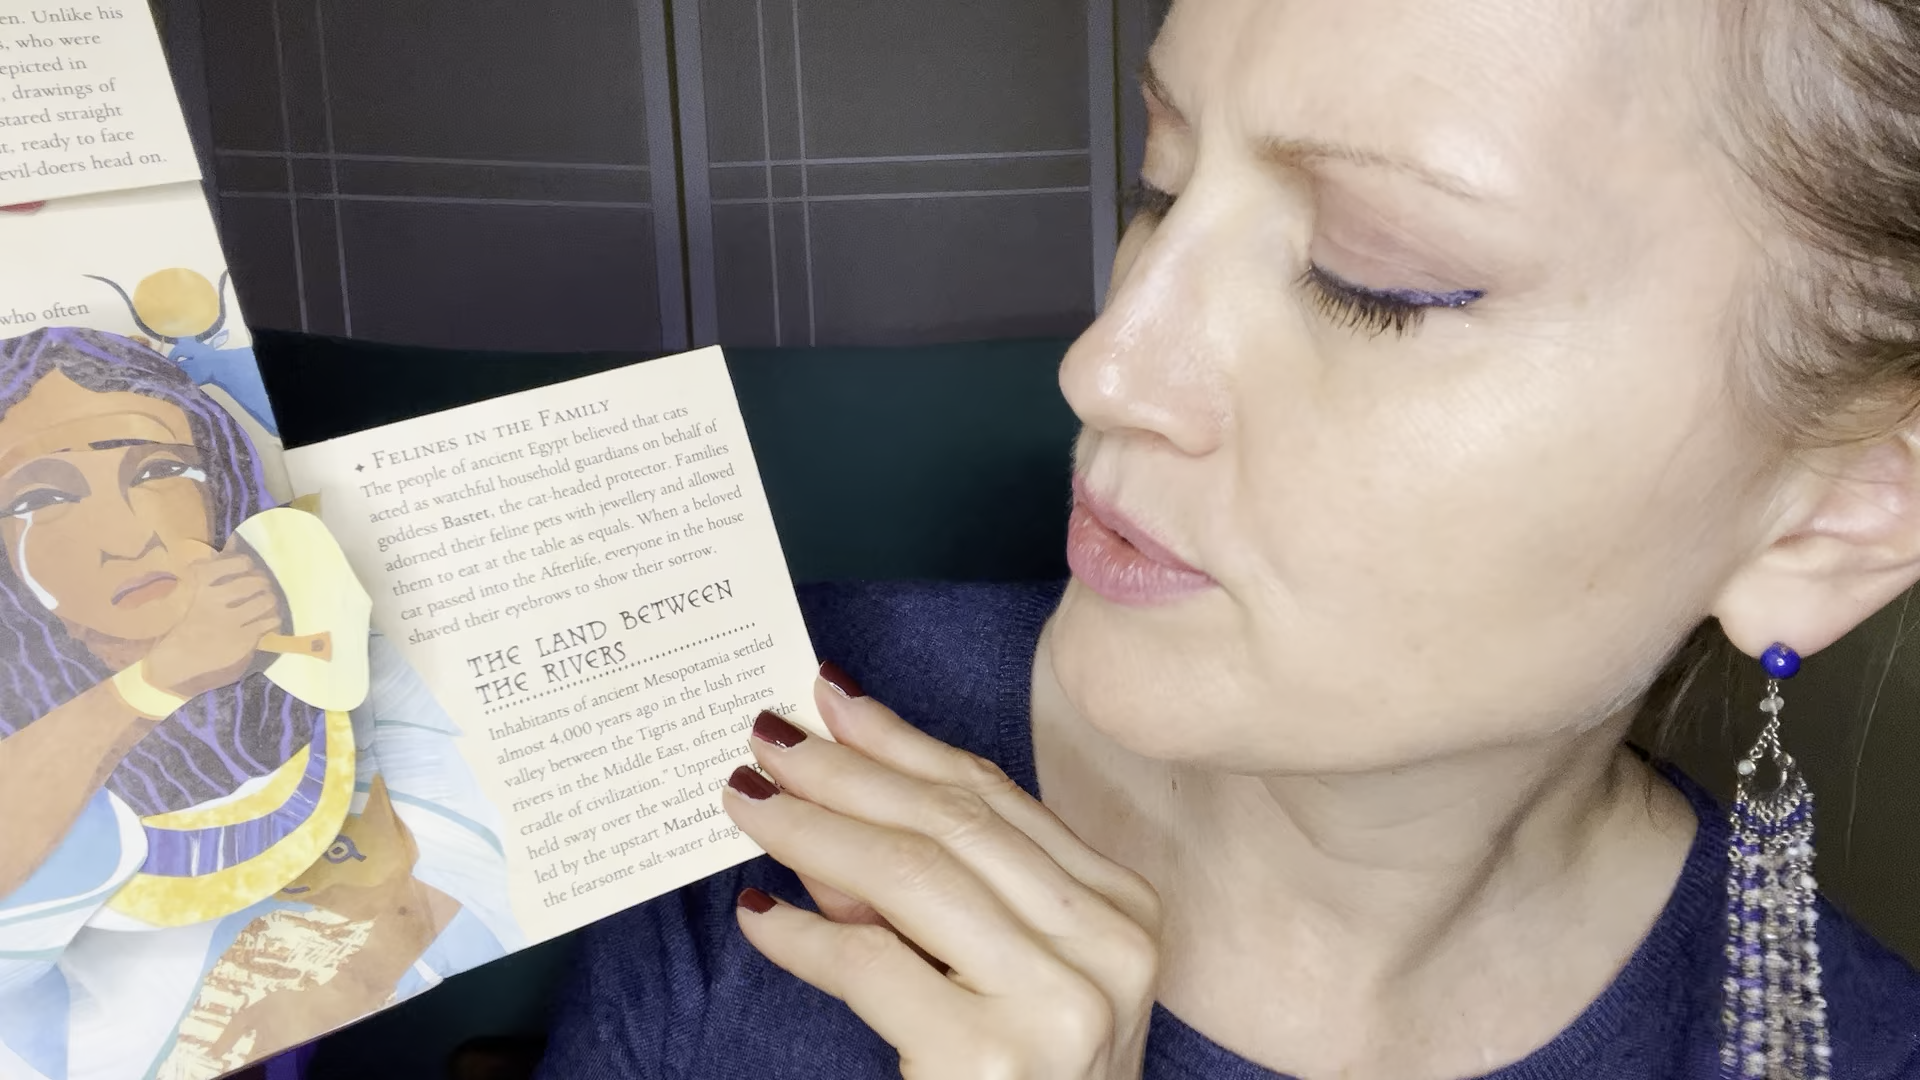 en. Unlike his
s, who were
epicted in
, drawings of
stared straight
t, ready to face
evil-doers head on.
who often
✦ FELINES IN THE FAMILY
The people of ancient Egypt believed that cats
acted as watchful household guardians on behalf of
goddess Bastet, the cat-headed protector. Families
adorned their feline pets with jewellery and allowed
them to eat at the table as equals. When a beloved
cat passed into the Afterlife, everyone in the house
shaved their eyebrows to show their sorrow.
THE LAND BETWEEN
THE RIVERS
Inhabitants of ancient Mesopotamia settled
almost 4,000 years ago in the lush river
valley between the Tigris and Euphrates
rivers in the Middle East, often calle "the
cradle of civilization." Unpredicta
held sway over the walled city
led by the upstart Marduk,
the fearsome salt-water drag